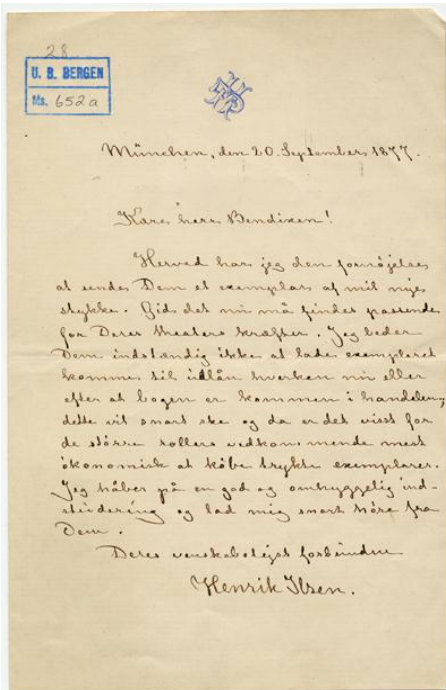 28
U. B. BERGEN
Ms. 652a
München, den 20. September 1877.
Kære herr Bendixen!
Herved har jeg den fornøjelse
at sende Dem et exemplar af mit nye
stykke. Gid det nu må findes passende
for Deres theaters kræfter. Jeg beder
Dem indstændig ikke at lade exemplaret
komme til udlån hverken nu eller
efter at bogen er kommen i handelen;
dette vil snart ske og da er det visst for
de større rollers vedkommende mest
økonomisk at købe trykte exemplarer.
Jeg håber på en god og omhyggelig ind-
studering og lad mig snart høre fra
Dem.
Deres venskabeligst forbundne
Henrik Ibsen.